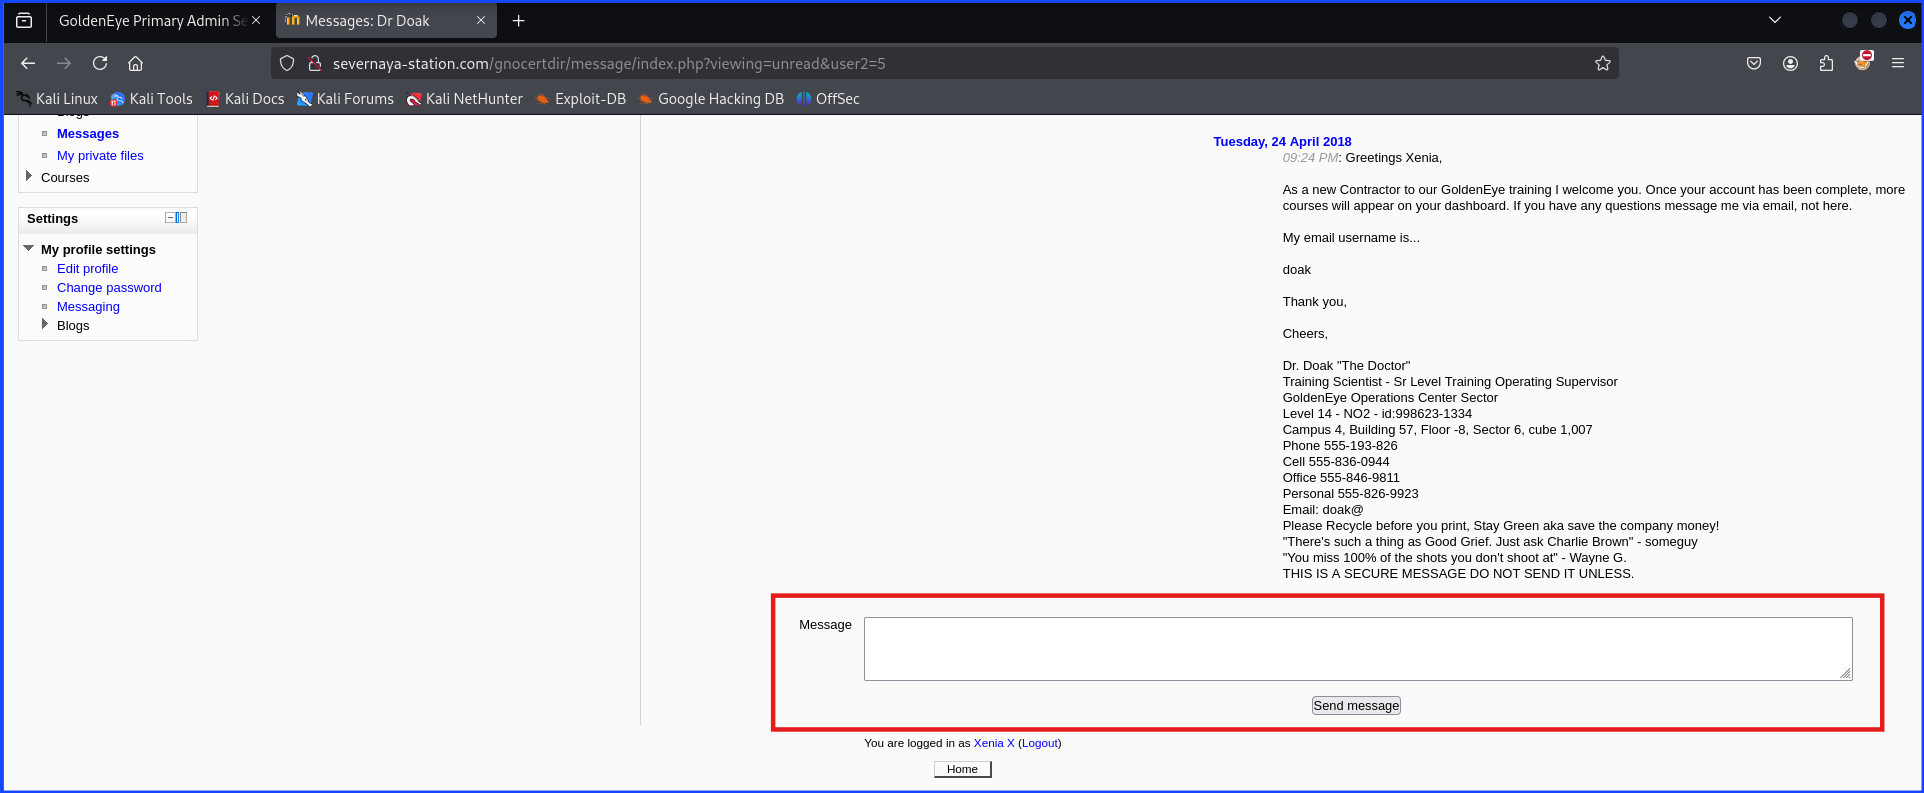 GoldenEye Primary Admin Se
Messages: Dr Doak
severnaya-station.com/gnocertdir/message/index.php?viewing=unread&user2=5
Kali Linux Kali Tools Kali Docs Kali Forums Kali NetHunter Exploit-DB Google Hacking DB OffSec
Blogs
Messages
My private files
Courses
Settings
My profile settings
Edit profile
Change password
Messaging
Blogs
Tuesday, 24 April 2018
09:24 PM: Greetings Xenia,
As a new Contractor to our GoldenEye training I welcome you. Once your account has been complete, more
courses will appear on your dashboard. If you have any questions message me via email, not here.
My email username is...
doak
Thank you,
Cheers,
Dr. Doak "The Doctor"
Training Scientist - Sr Level Training Operating Supervisor
GoldenEye Operations Center Sector
Level 14 - NO2 - id:998623-1334
Campus 4, Building 57, Floor -8, Sector 6, cube 1,007
Phone 555-193-826
Cell 555-836-0944
Office 555-846-9811
Personal 555-826-9923
Email: doak@
Please Recycle before you print, Stay Green aka save the company money!
"There's such a thing as Good Grief. Just ask Charlie Brown" - someguy
"You miss 100% of the shots you don't shoot at" - Wayne G.
THIS IS A SECURE MESSAGE DO NOT SEND IT UNLESS.
Message
Send message
You are logged in as Xenia X (Logout)
Home